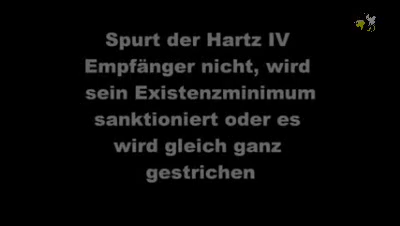 Spurt der Hartz IV
Empfänger nicht, wird
sein Existenzminimum
sanktioniert oder es
wird gleich ganz
gestrichen